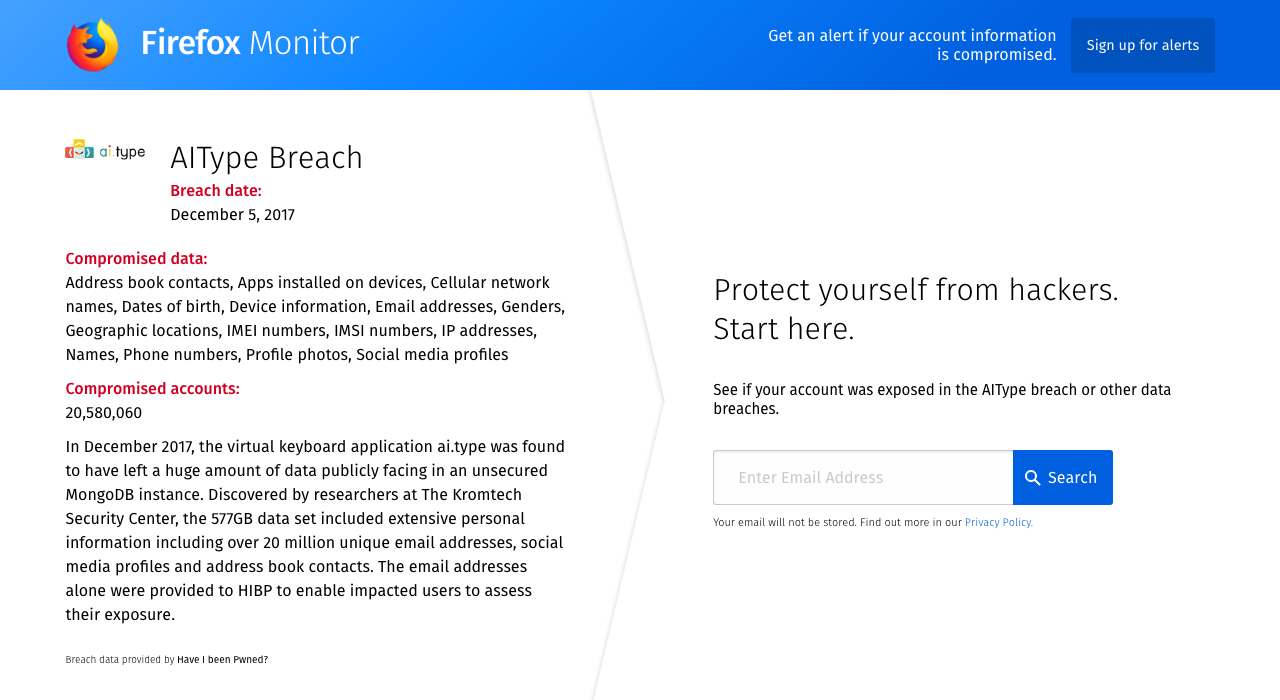 Firefox Monitor
Get an alert if your account information
is compromised.
Sign up for alerts
ai.type
AIType Breach
Breach date:
December 5, 2017
Compromised data:
Address book contacts, Apps installed on devices, Cellular network
names, Dates of birth, Device information, Email addresses, Genders,
Geographic locations, IMEI numbers, IMSI numbers, IP addresses,
Names, Phone numbers, Profile photos, Social media profiles
Compromised accounts:
20,580,060
In December 2017, the virtual keyboard application ai.type was found
to have left a huge amount of data publicly facing in an unsecured
MongoDB instance. Discovered by researchers at The Kromtech
Security Center, the 577GB data set included extensive personal
information including over 20 million unique email addresses, social
media profiles and address book contacts. The email addresses
alone were provided to HIBP to enable impacted users to assess
their exposure.
Breach data provided by Have I been Pwned?
Protect yourself from hackers.
Start here.
See if your account was exposed in the AIType breach or other data
breaches.
Enter Email Address
Search
Your email will not be stored. Find out more in our Privacy Policy.